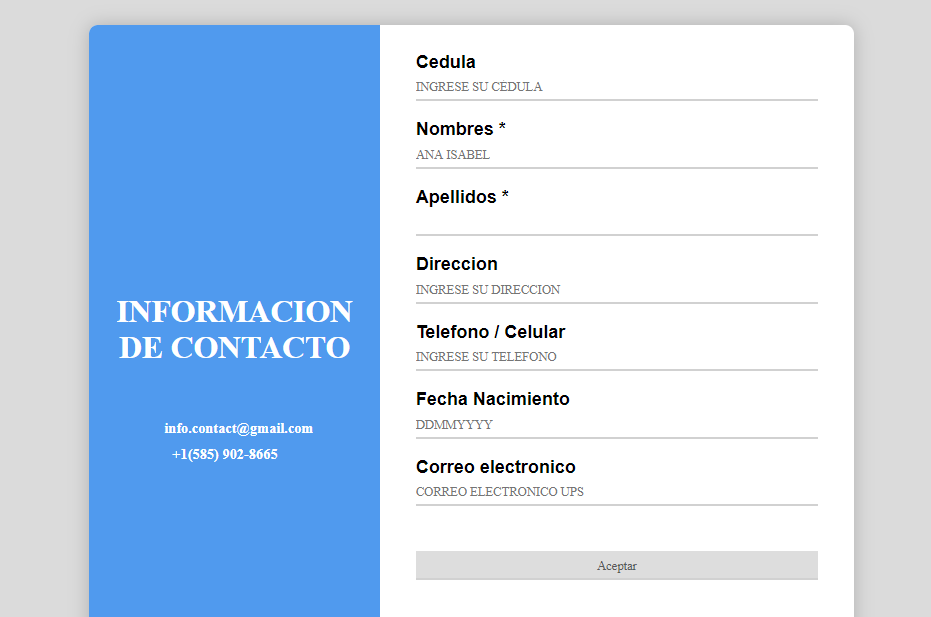 INFORMACION
DE CONTACTO
info.contact@gmail.com
+1(585) 902-8665
Cedula
INGRESE SU CEDULA
Nombres *
ANA ISABEL
Apellidos *
Direccion
INGRESE SU DIRECCION
Telefono / Celular
INGRESE SU TELEFONO
Fecha Nacimiento
DDMMYYYY
Correo electronico
CORREO ELECTRONICO UPS
Aceptar